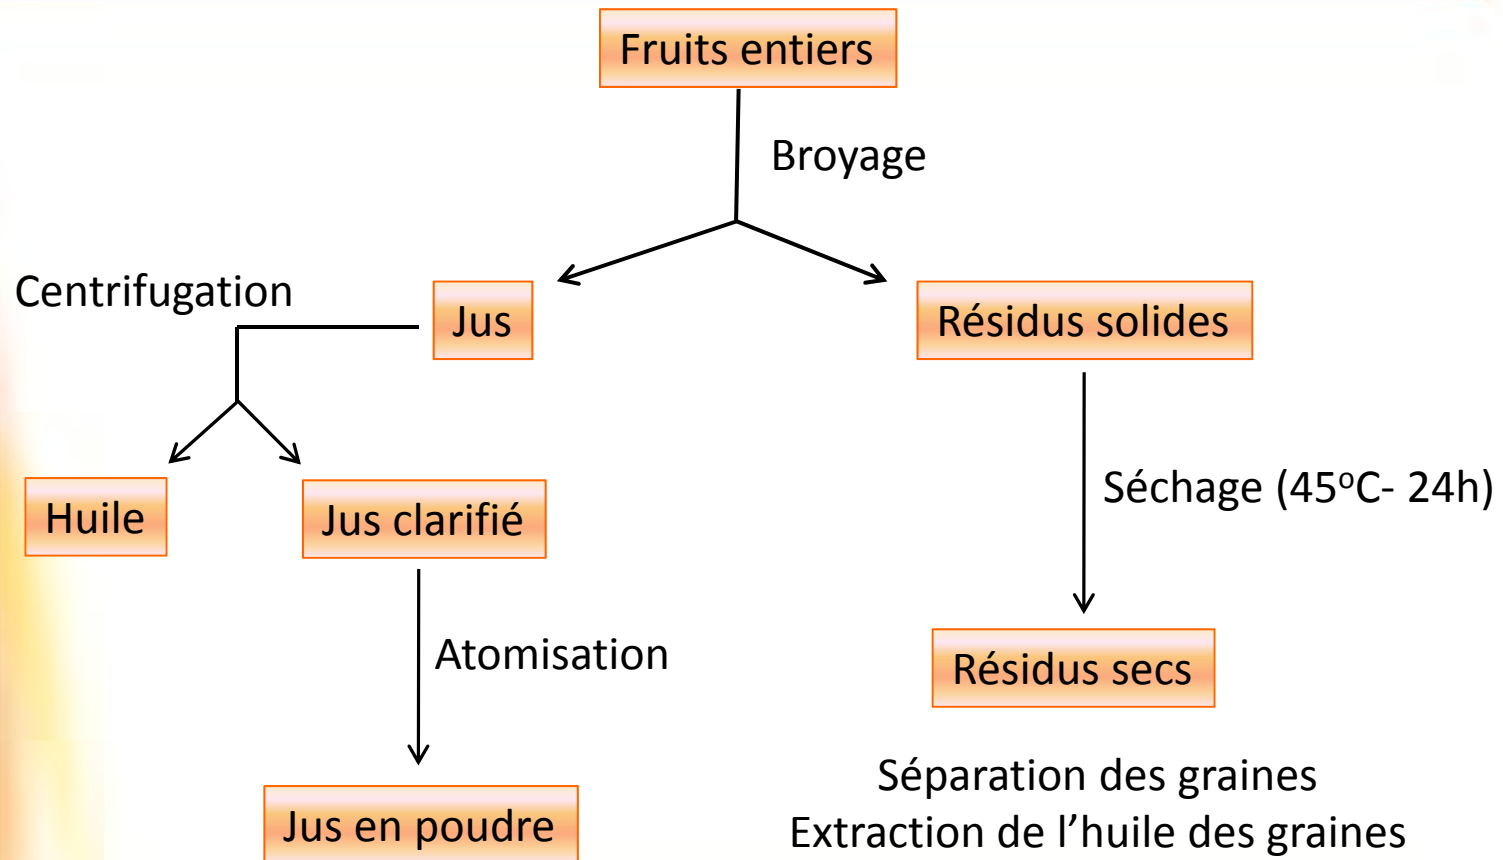 Fruits entiers
Broyage
Centrifugation
Jus
Résidus solides
Huile
Jus clarifié
Séchage (45°C- 24h)
Atomisation
Résidus secs
Jus en poudre
Séparation des graines
Extraction de l’huile des graines